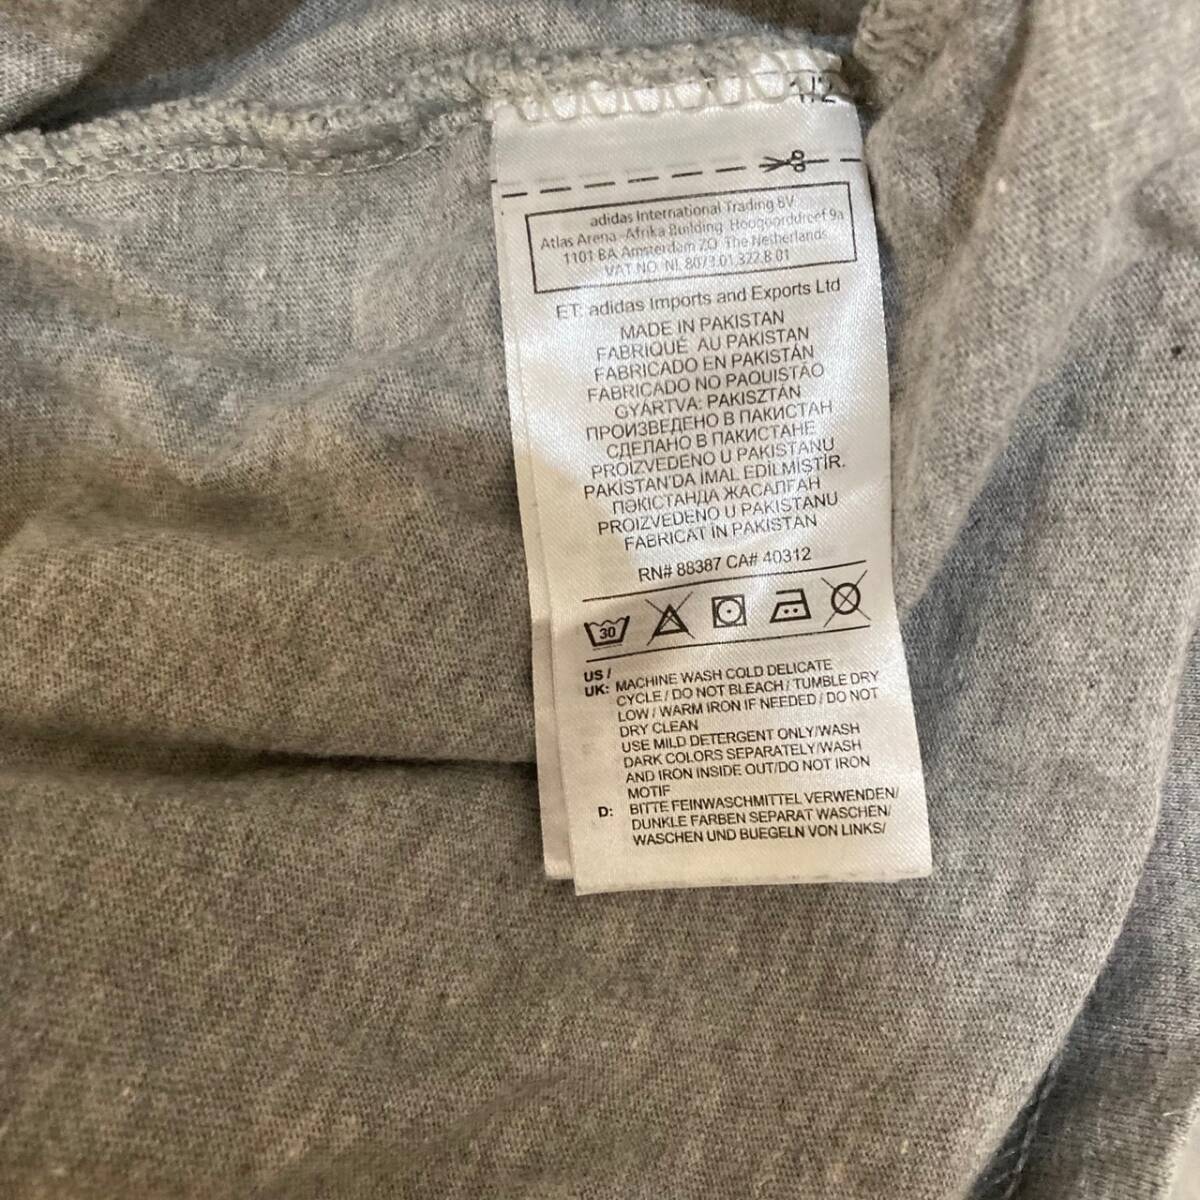 1/2
adidas International Trading BV
Atlas Arena -Afrika Building Hoogoorddreef 9a
1101 BA Amsterdam ZO The Netherlands
VAT NO. NL 8073.01.322.B 01
ET: adidas Imports and Exports Ltd
MADE IN PAKISTAN
FABRIQUÉ AU PAKISTAN
FABRICADO EN PAKISTÁN
FABRICADO NO PAQUISTÃO
GYÁRTVA: PAKISZTÁN
ПРОИЗВЕДЕНО В ПАКИСТАН
СДЕЛАНО В ПАКИСТАНЕ
PROIZVEDENO U PAKISTANU
PAKİSTAN'DA İMAL EDİLMİŞTİR.
ПӘКІСТАНДА ЖАСАЛҒАН
PROIZVEDENO U PAKISTANU
FABRICAT ÎN PAKISTAN
RN# 88387 CA# 40312
30
US /
UK: MACHINE WASH COLD DELICATE
CYCLE / DO NOT BLEACH / TUMBLE DRY
LOW / WARM IRON IF NEEDED / DO NOT
DRY CLEAN
USE MILD DETERGENT ONLY/WASH
DARK COLORS SEPARATELY/WASH
AND IRON INSIDE OUT/DO NOT IRON
MOTIF
D: BITTE FEINWASCHMITTEL VERWENDEN/
DUNKLE FARBEN SEPARAT WASCHEN/
WASCHEN UND BUEGELN VON LINKS/